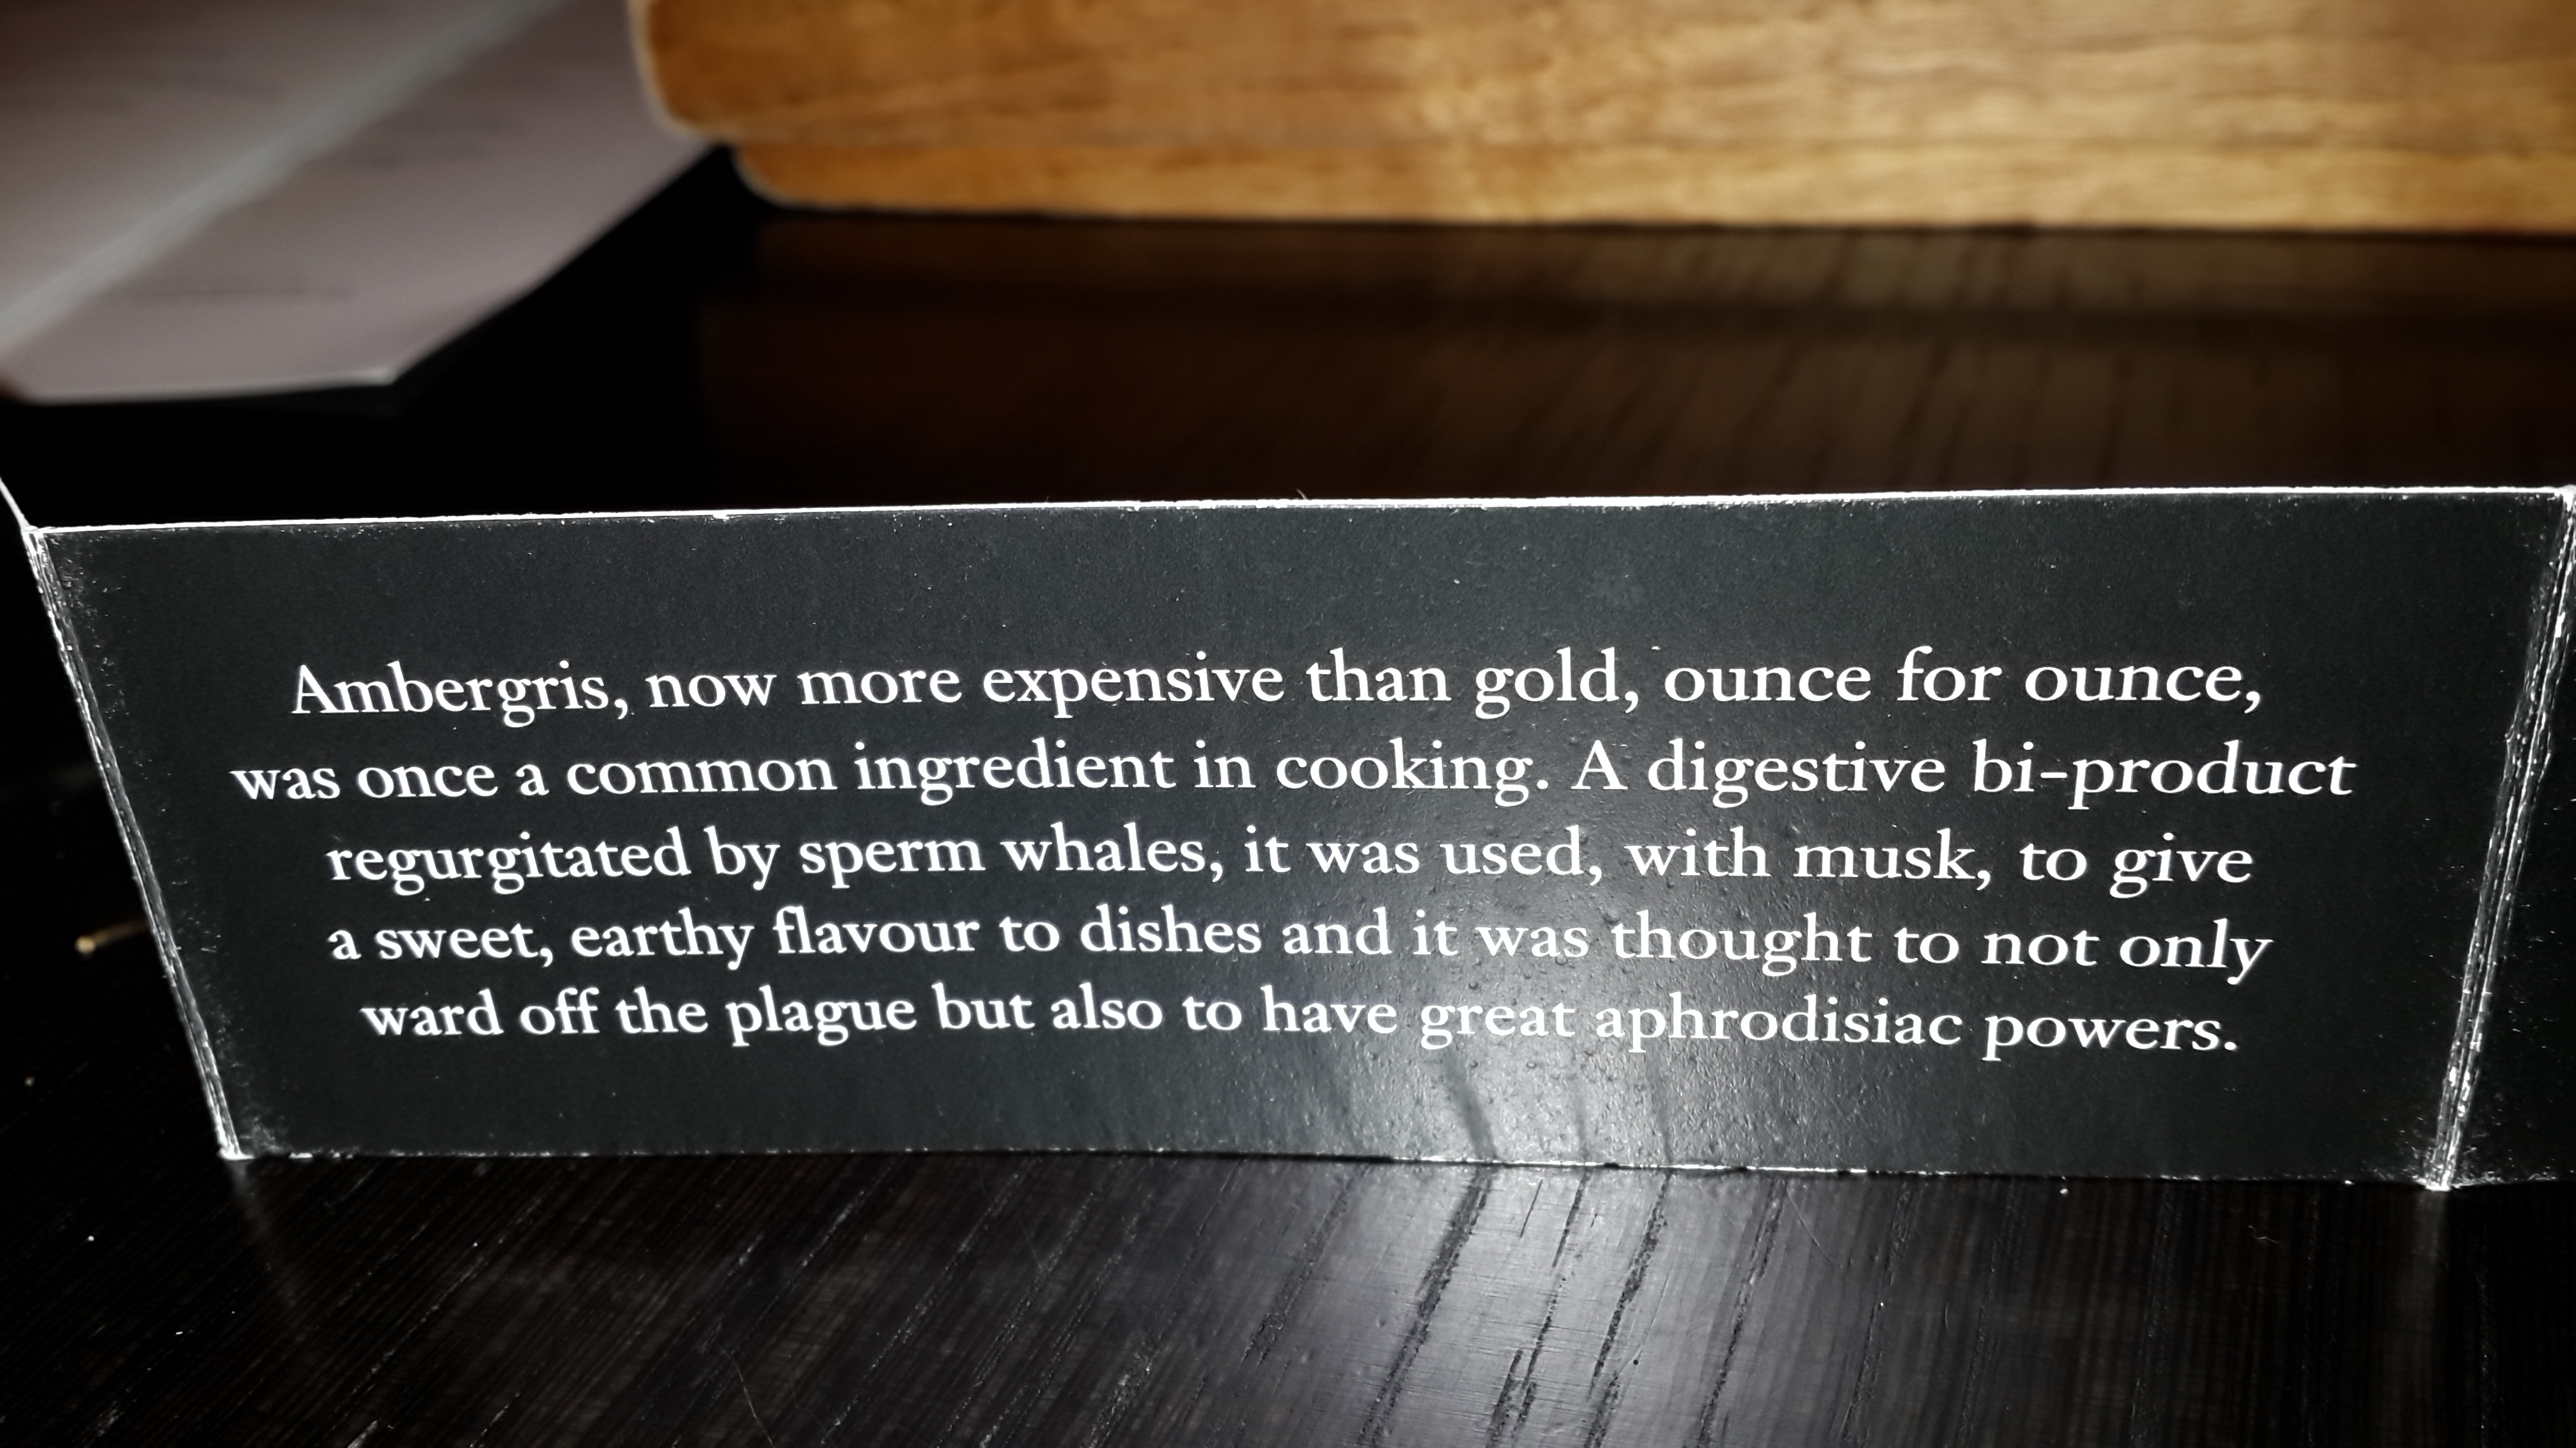 Ambergris, now more expensive than gold, ounce for ounce,
was once a common ingredient in cooking. A digestive bi-product
regurgitated by sperm whales, it was used, with musk, to give
a sweet, earthy flavour to dishes and it was thought to not only
ward off the plague but also to have great aphrodisiac powers.